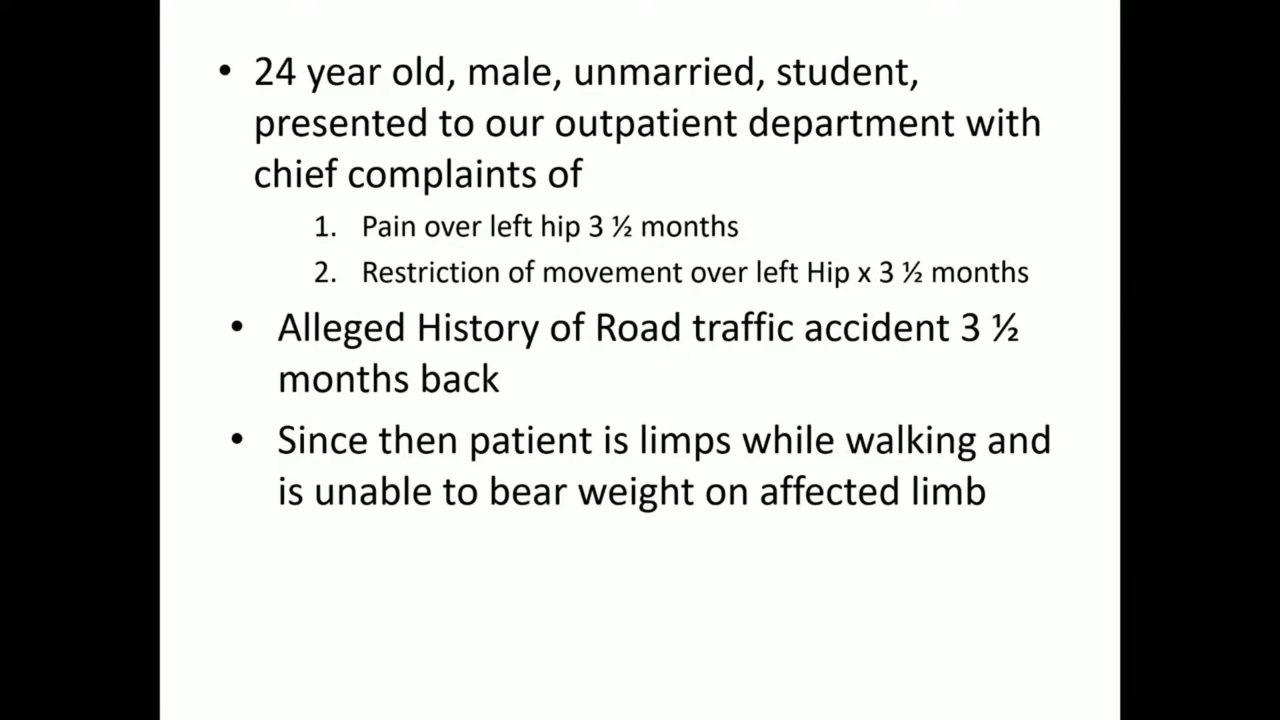 • 24 year old, male, unmarried, student,
presented to our outpatient department with
chief complaints of
1. Pain over left hip 3 ½ months
2. Restriction of movement over left Hip x 3 ½ months
• Alleged History of Road traffic accident 3 ½
months back
• Since then patient is limps while walking and
is unable to bear weight on affected limb